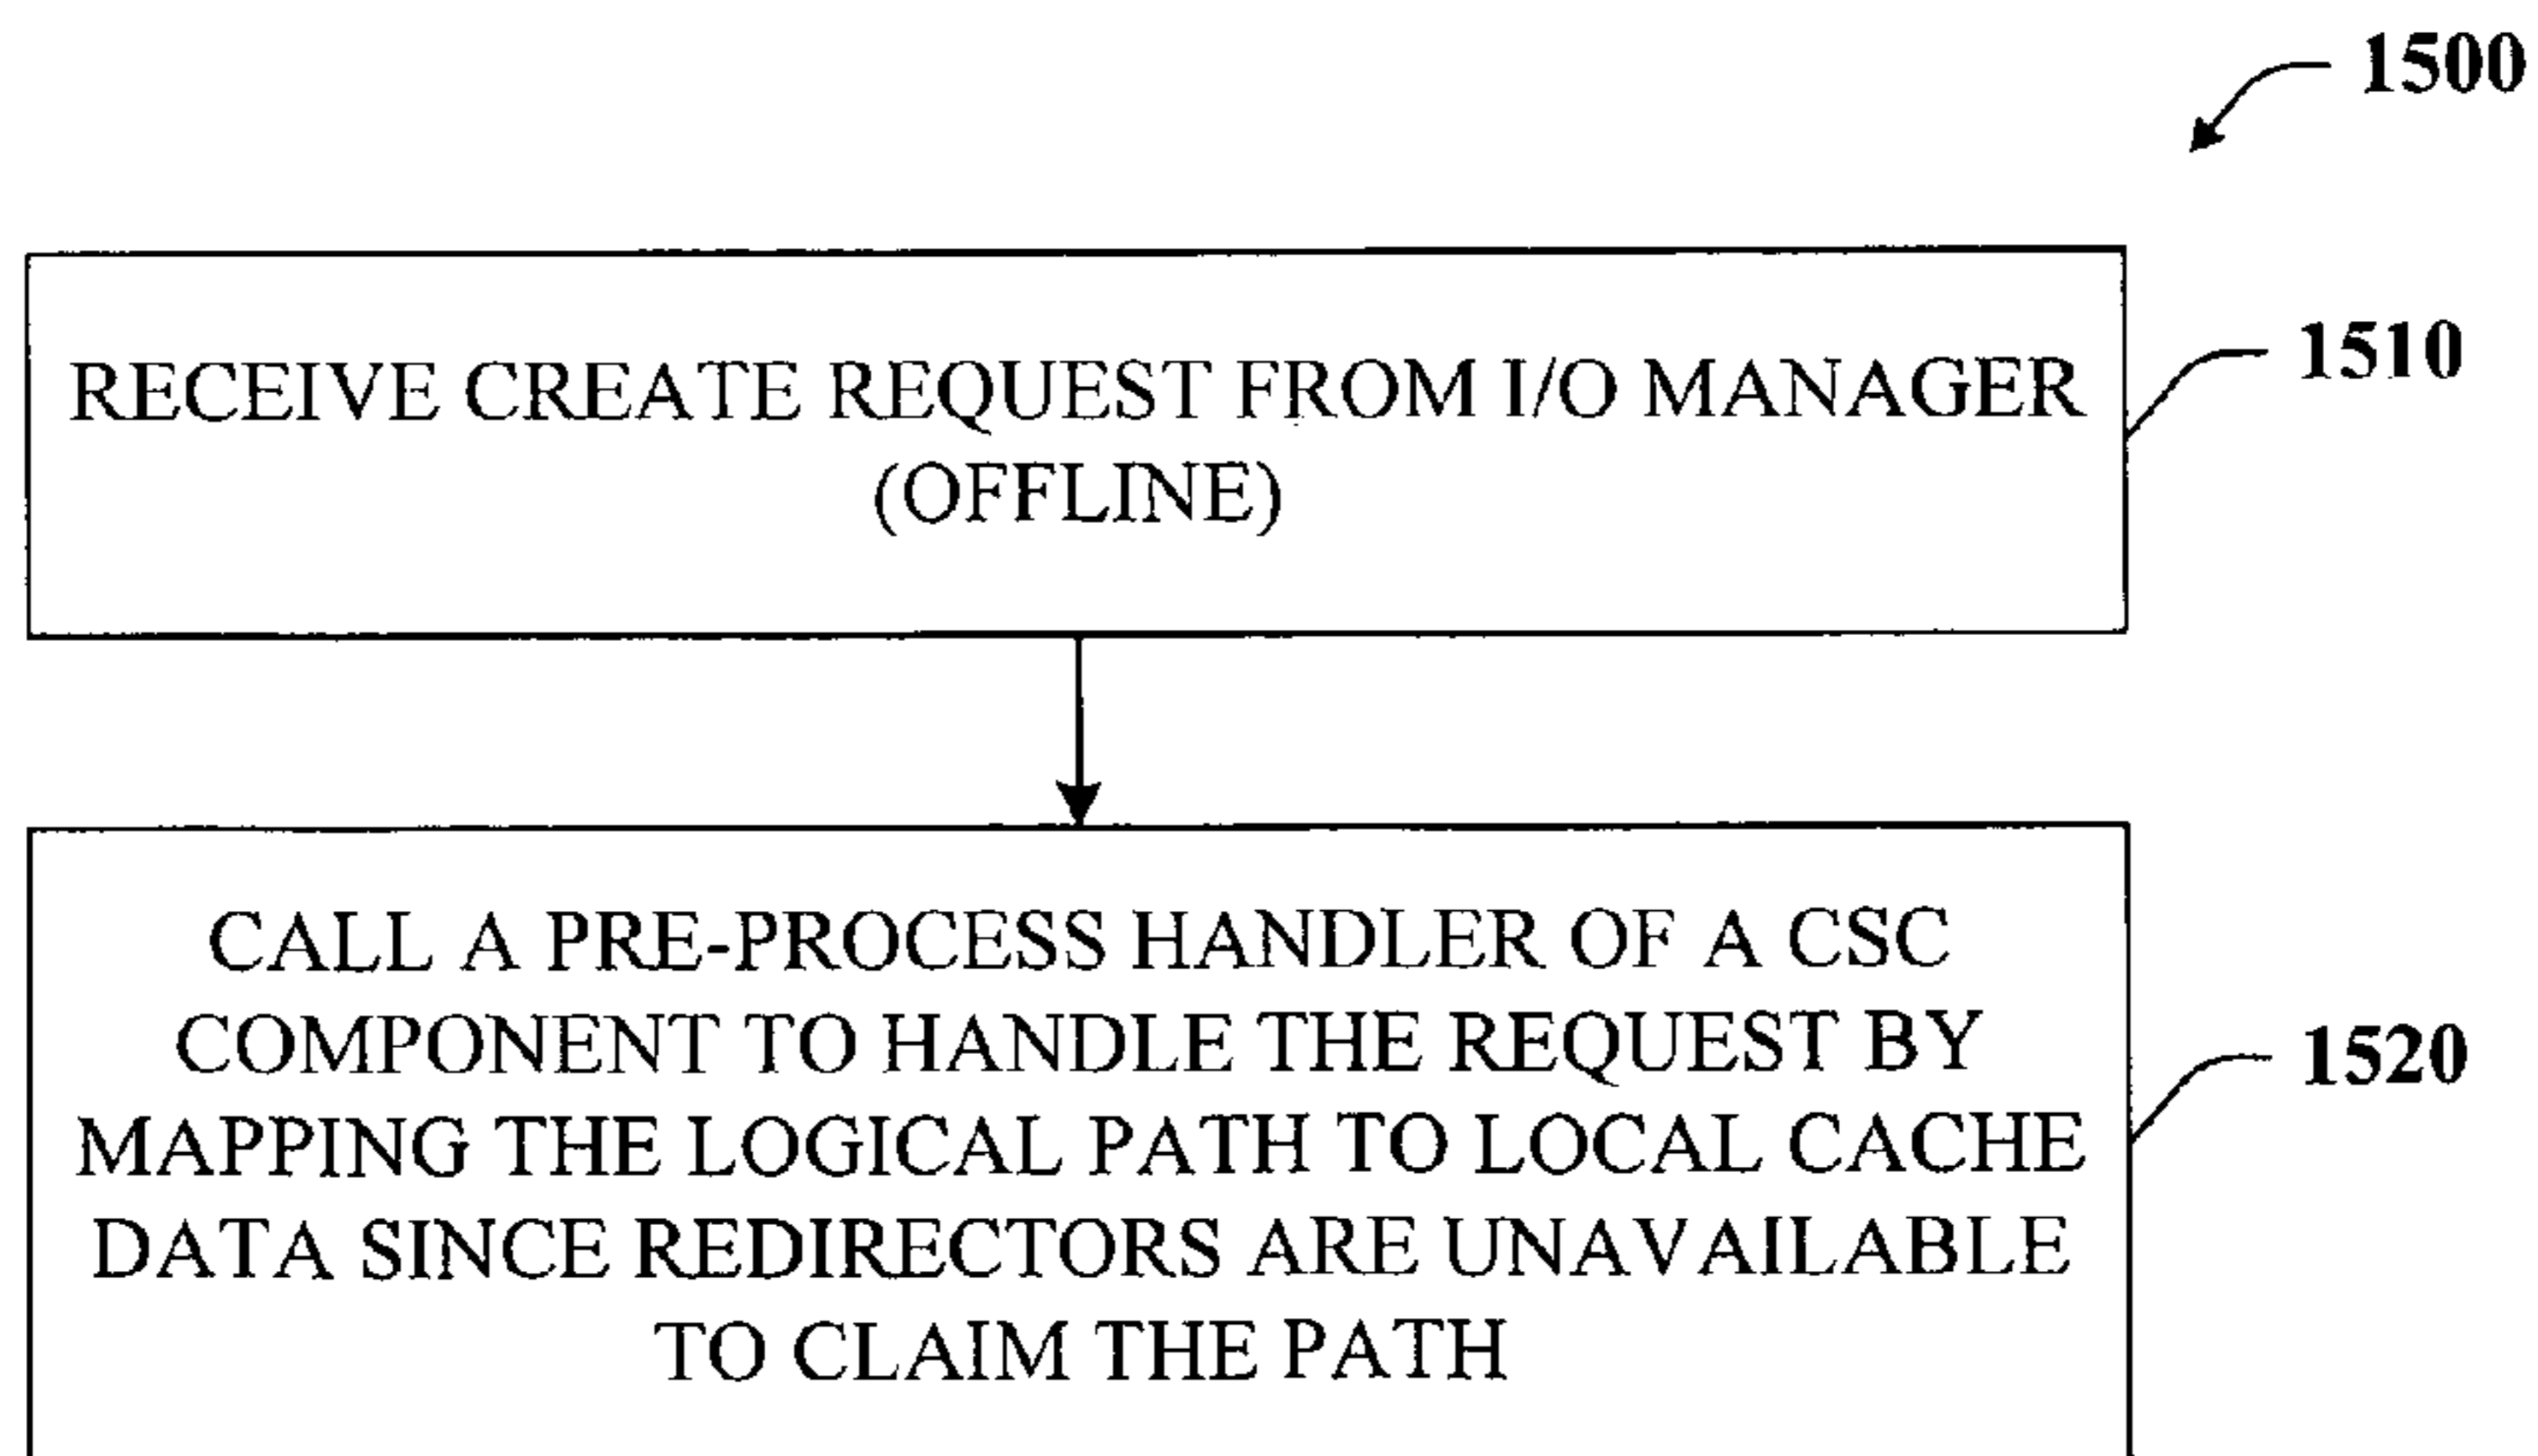 1500
RECEIVE CREATE REQUEST FROM I/O MANAGER
(OFFLINE)
1510
CALL A PRE-PROCESS HANDLER OF A CSC
COMPONENT TO HANDLE THE REQUEST BY
MAPPING THE LOGICAL PATH TO LOCAL CACHE
DATA SINCE REDIRECTORS ARE UNAVAILABLE
TO CLAIM THE PATH
1520